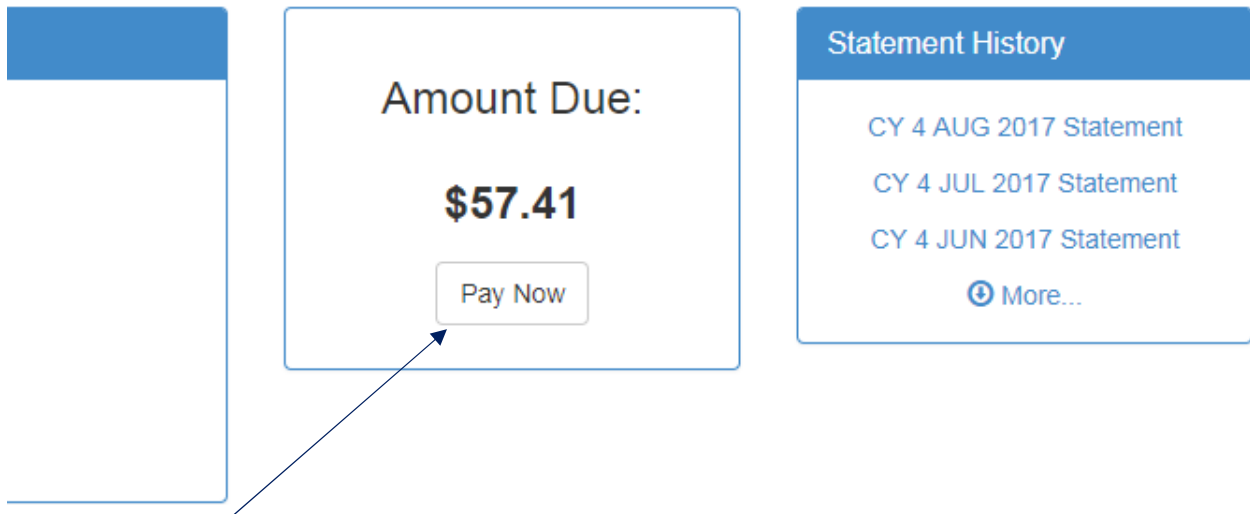 Amount Due:
$57.41
Pay Now
Statement History
CY 4 AUG 2017 Statement
CY 4 JUL 2017 Statement
CY 4 JUN 2017 Statement
More...